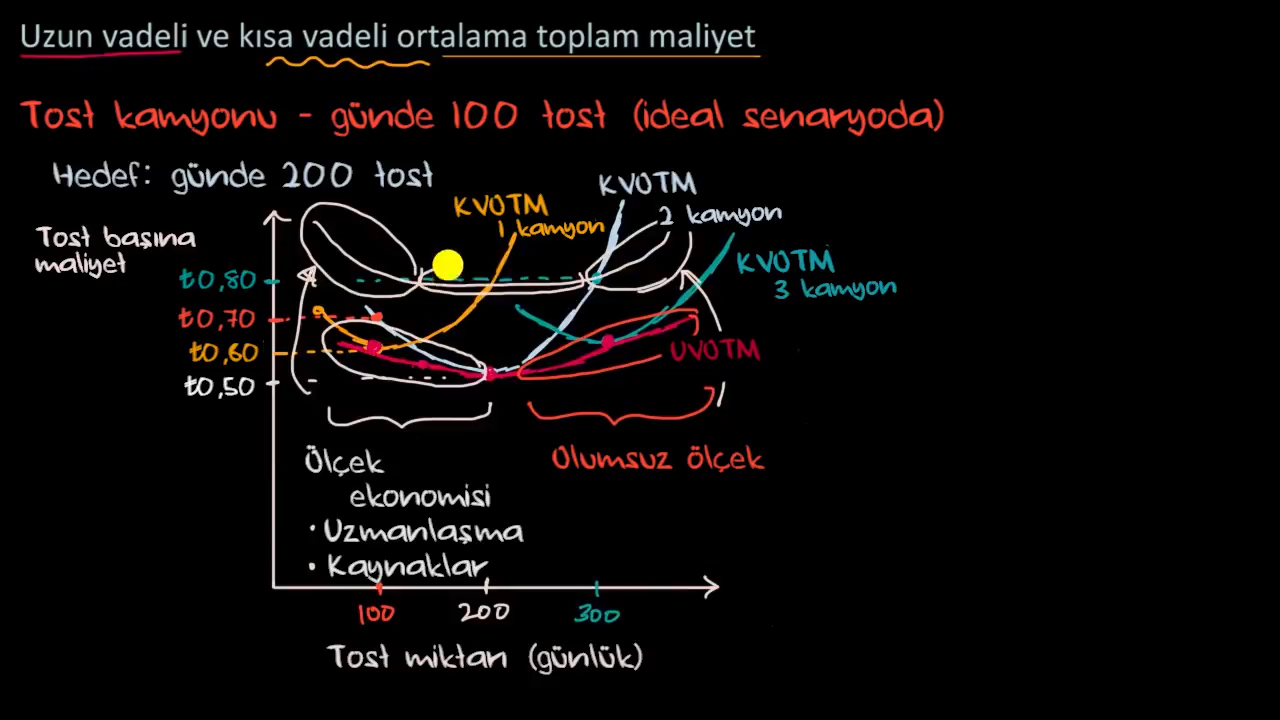 Uzun vadeli ve kısa vadeli ortalama toplam maliyet
Tost kamyonu - günde 100 tost (ideal senaryoda)
Hedef: günde 200 tost
KVOTM
2 kamyon
KVOTM
1 kamyon
Tost başına
maliyet
KVOTM
3 kamyon
₺0,80
₺0,70
₺0,60
₺0,50
UVOTM
Ölçek
ekonomisi
• Uzmanlaşma
• Kaynaklar
Olumsuz ölçek
100
200
300
Tost miktarı (günlük)